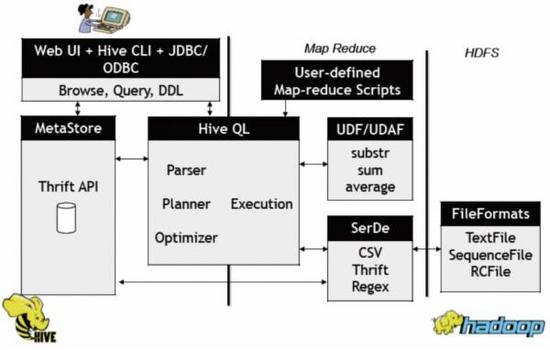 Web UI + Hive CLI + JDBC/
ODBC
Browse, Query, DDL
Map Reduce
HDFS
User-defined
Map-reduce Scripts
MetaStore
Thrift API
Hive QL
Parser
Planner
Execution
Optimizer
UDF/UDAF
substr
sum
average
SerDe
CSV
Thrift
Regex
FileFormats
TextFile
SequenceFile
RCFile
HIVE
hadoop